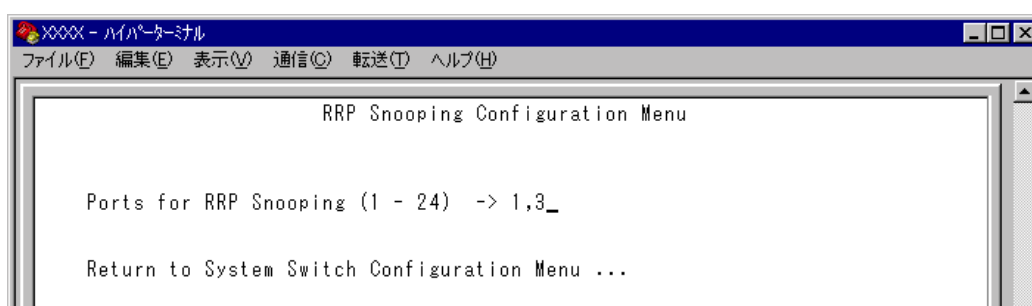 XXXX - ハイパーターミナル
ファイル(F) 編集(E) 表示(V) 通信(C) 転送(T) ヘルプ(H)
RRP Snooping Configuration Menu
Ports for RRP Snooping (1 - 24) -> 1,3_
Return to System Switch Configuration Menu ...